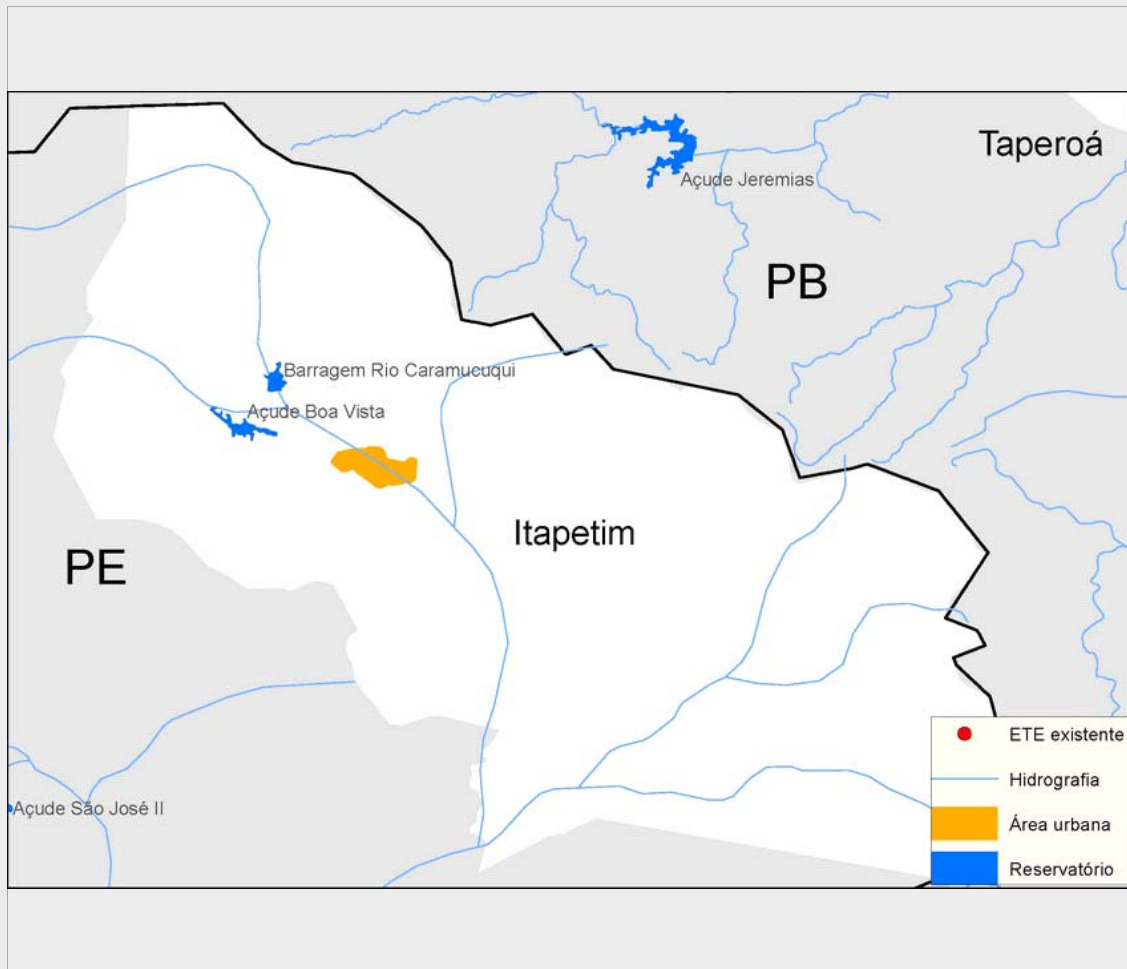 Taperoá
Açude Jeremias
PB
Barragem Rio Caramucuqui
Açude Boa Vista
Itapetim
PE
ETE existente
Hidrografia
Açude São José II
Área urbana
Reservatório